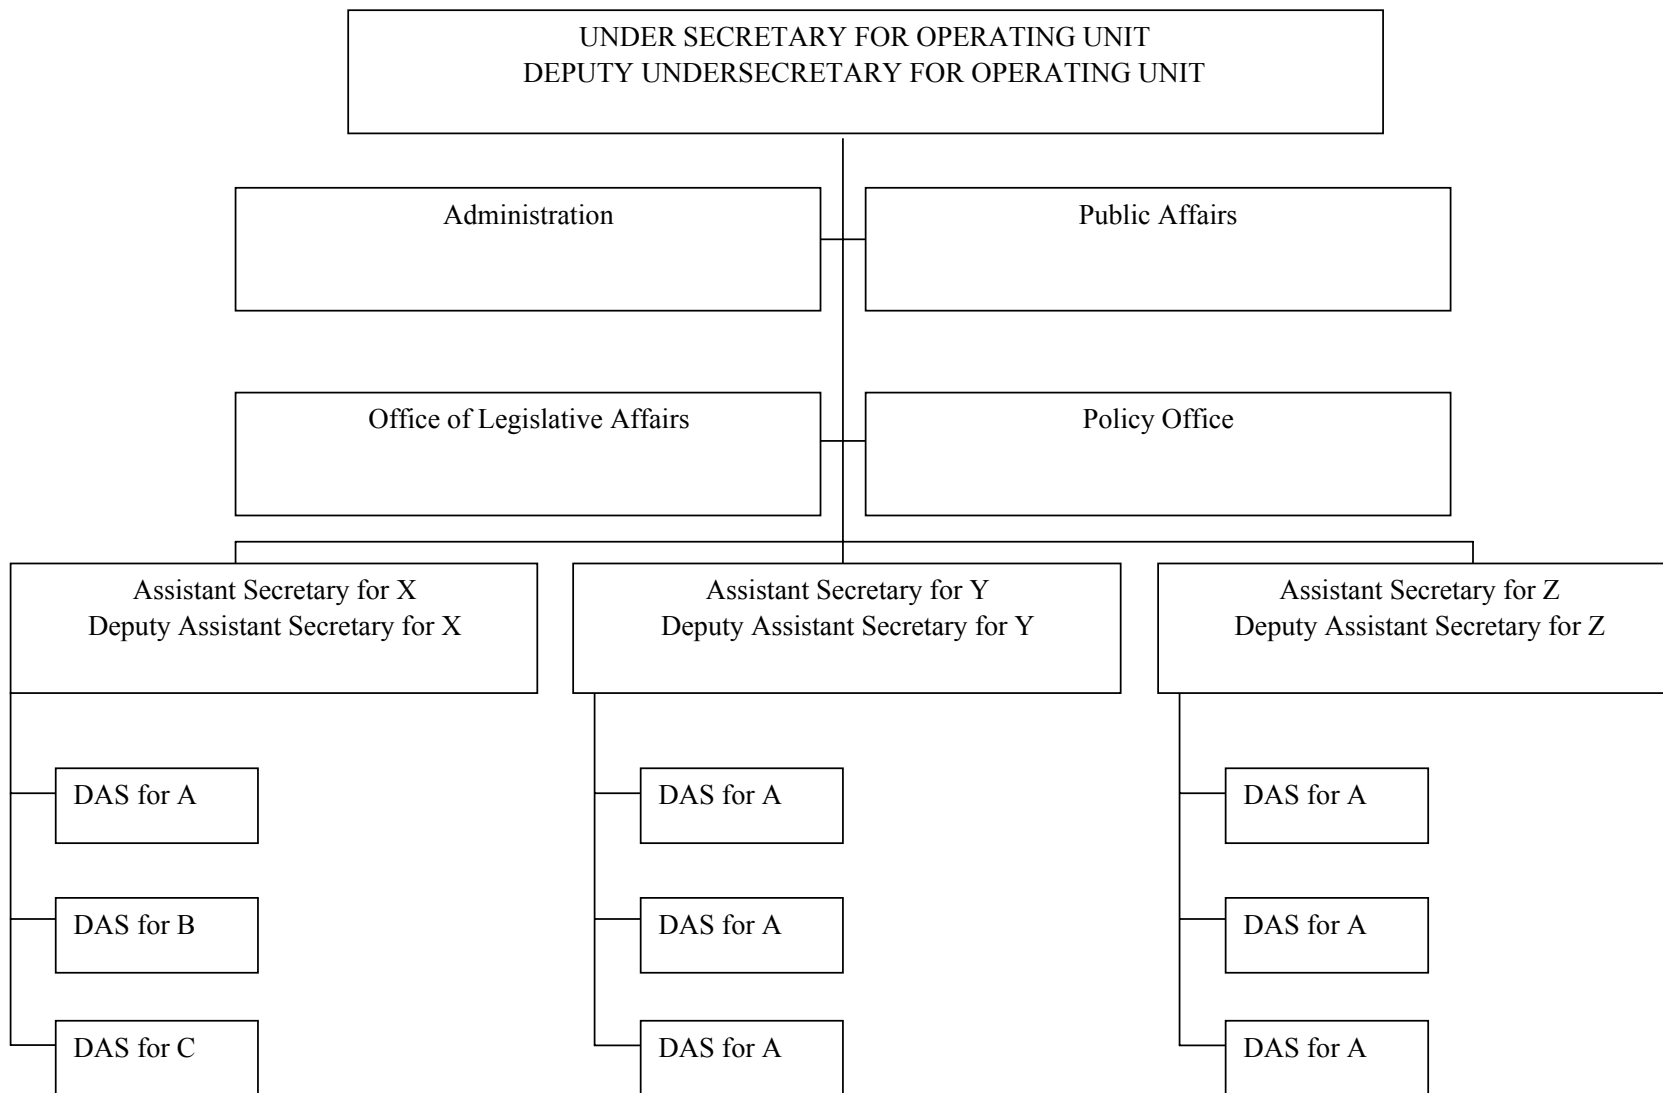 UNDER SECRETARY FOR OPERATING UNIT
DEPUTY UNDERSECRETARY FOR OPERATING UNIT
Administration
Public Affairs
Office of Legislative Affairs
Policy Office
Assistant Secretary for X
Deputy Assistant Secretary for X
Assistant Secretary for Y
Deputy Assistant Secretary for Y
Assistant Secretary for Z
Deputy Assistant Secretary for Z
DAS for A
DAS for A
DAS for A
DAS for B
DAS for A
DAS for A
DAS for C
DAS for A
DAS for A